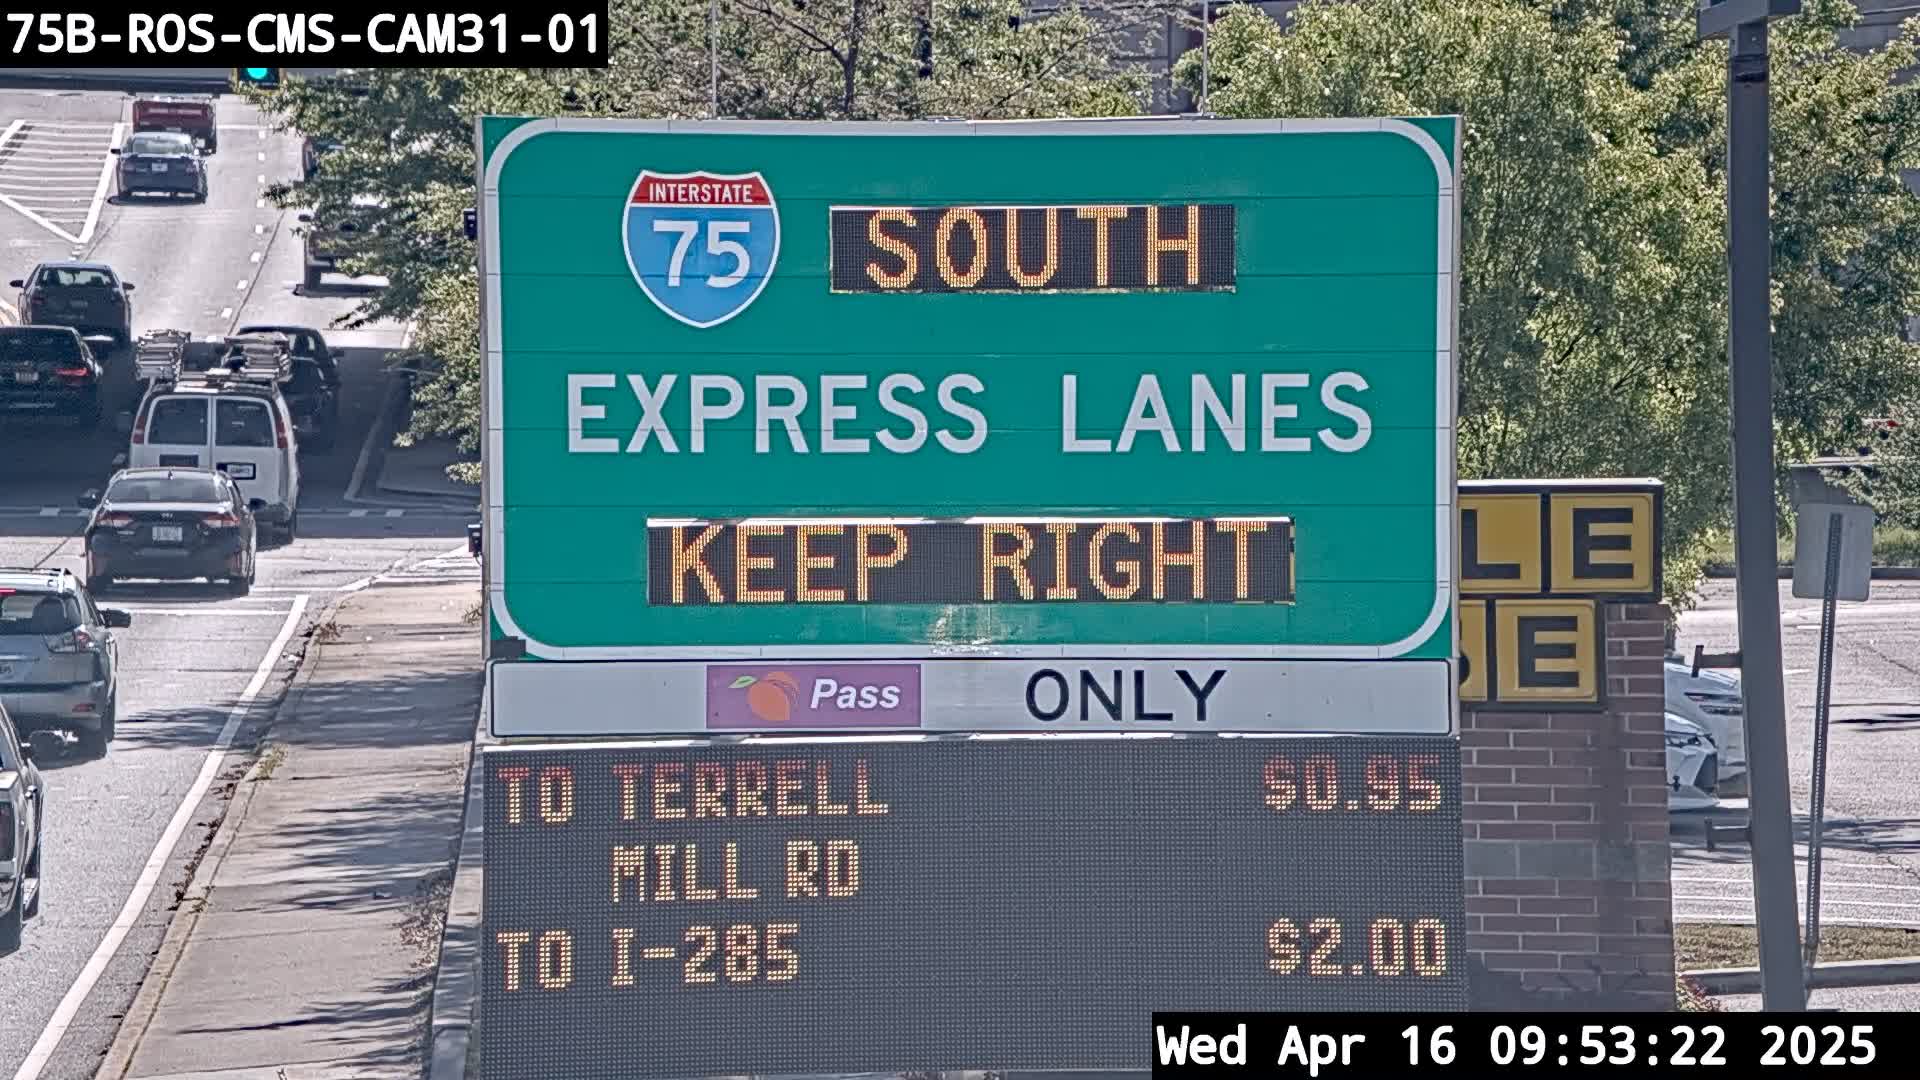 75B-ROS-CMS-CAM31-01
INTERSTATE
75
SOUTH
EXPRESS LANES
KEEP RIGHT
LE
E
Pass ONLY
TO TERRELL $0.95
MILL RD
TO I-285 $2.00
Wed Apr 16 09:53:22 2025